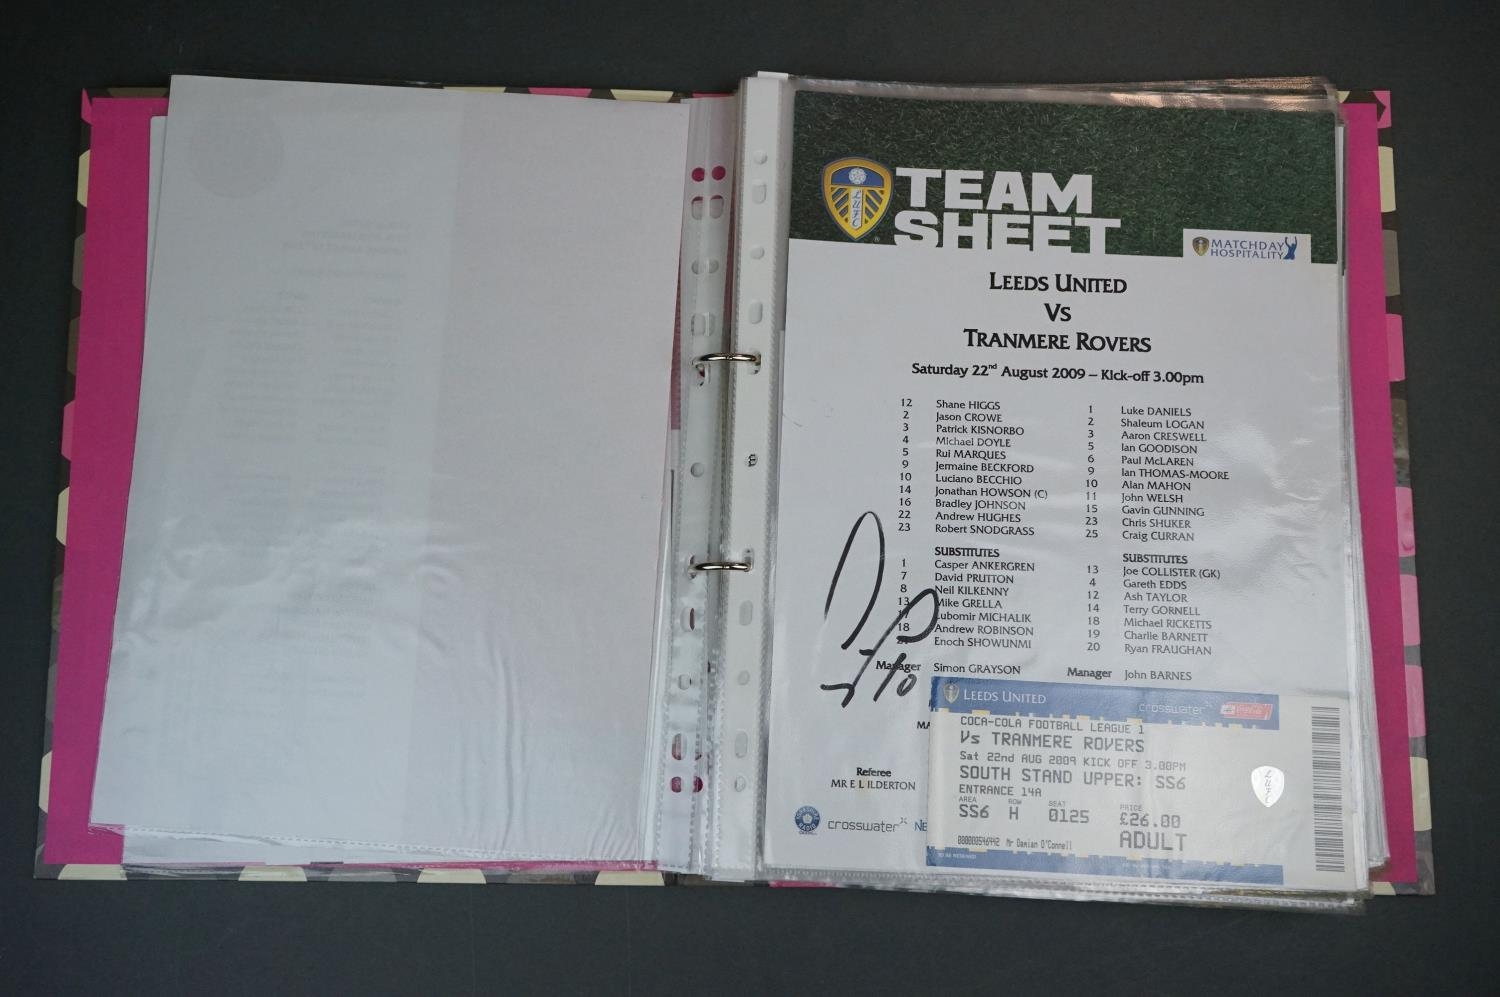 TEAM
SHEET
LUFC
MATCHDAY
HOSPITALITY
LEEDS UNITED
Vs
TRANMERE ROVERS
Saturday 22nd August 2009 – Kick-off 3.00pm
12 Shane HIGGS 1 Luke DANIELS
2 Jason CROWE 2 Shaleum LOGAN
3 Patrick KISNORBO 3 Aaron CRESWELL
4 Michael DOYLE 5 Ian GOODISON
5 Rui MARQUES 6 Paul McLAREN
9 Jermaine BECKFORD 9 Ian THOMAS-MOORE
10 Luciano BECCHIO 10 Alan MAHON
14 Jonathan HOWSON (C) 11 John WELSH
16 Bradley JOHNSON 15 Gavin GUNNING
22 Andrew HUGHES 23 Chris SHUKER
23 Robert SNODGRASS 25 Craig CURRAN
SUBSTITUTES SUBSTITUTES
1 Casper ANKERGREN 13 Joe COLLISTER (GK)
7 David PRUTTON 4 Gareth EDDS
8 Neil KILKENNY 12 Ash TAYLOR
13 Mike GRELLA 14 Terry GORNELL
Lubomir MICHALIK 18 Michael RICKETTS
18 Andrew ROBINSON 19 Charlie BARNETT
Enoch SHOWUNMI 20 Ryan FRAUGHAN
Manager Simon GRAYSON Manager John BARNES
MA
Referee
MR E L ILDERTON
crosswater NE
LEEDS UNITED crosswater
COCA-COLA FOOTBALL LEAGUE 1
Vs TRANMERE ROVERS
Sat 22nd AUG 2009 KICK OFF 3.00PM
SOUTH STAND UPPER: SS6
ENTRANCE 14A
AREA ROW SEAT PRICE
SS6 H 0125 £26.00
ADULT
Mr Damian O'Connell
LUFC